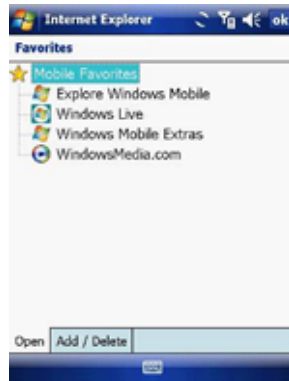 Internet Explorer ok
Favorites
Mobile Favorites
Explore Windows Mobile
Windows Live
Windows Mobile Extras
WindowsMedia.com
Open Add / Delete